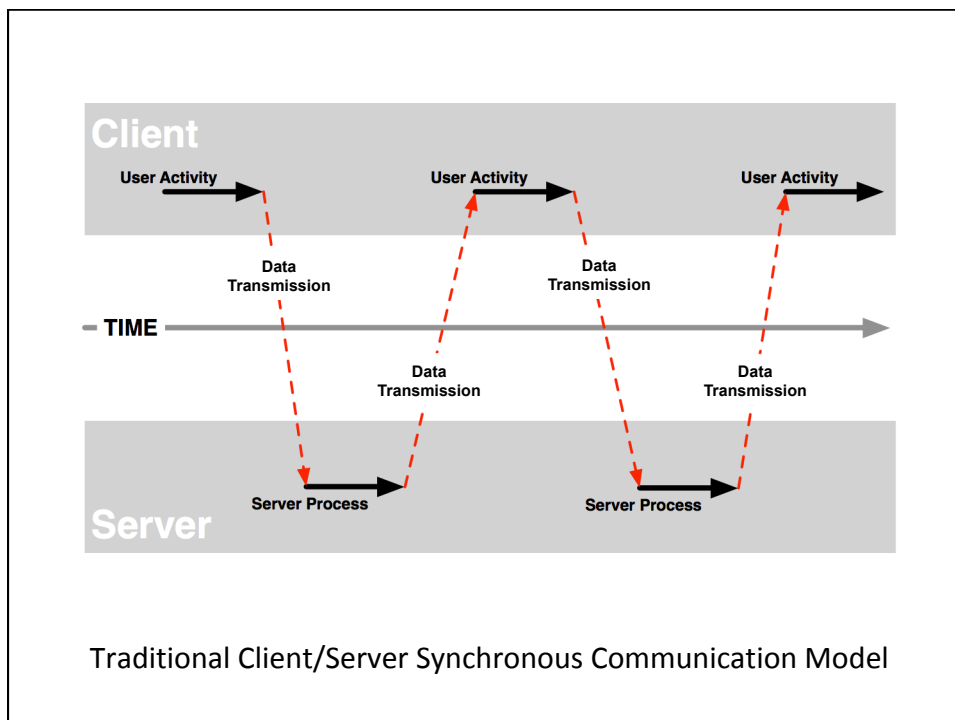 Client
User Activity
User Activity
User Activity
Data
Transmission
Data
Transmission
TIME
Data
Transmission
Data
Transmission
Server Process
Server Process
Server
Traditional Client/Server Synchronous Communication Model